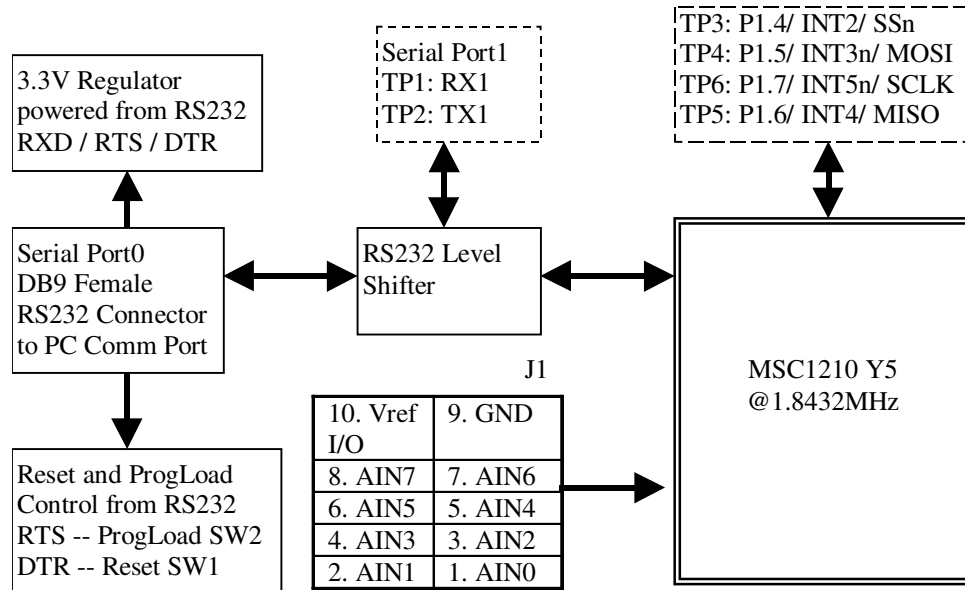 3.3V Regulator
powered from RS232
RXD / RTS / DTR
Serial Port1
TP1: RX1
TP2: TX1
TP3: P1.4/ INT2/ SSn
TP4: P1.5/ INT3n/ MOSI
TP6: P1.7/ INT5n/ SCLK
TP5: P1.6/ INT4/ MISO
Serial Port0
DB9 Female
RS232 Connector
to PC Comm Port
RS232 Level
Shifter
MSC1210 Y5
@1.8432MHz
J1
10. Vref I/O 9. GND
8. AIN7 7. AIN6
6. AIN5 5. AIN4
4. AIN3 3. AIN2
2. AIN1 1. AIN0
Reset and ProgLoad
Control from RS232
RTS -- ProgLoad SW2
DTR -- Reset SW1